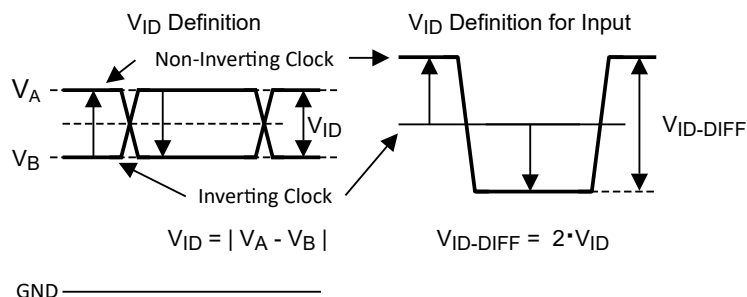 VID Definition
VID Definition for Input
Non-Inverting Clock
VA
VID
VID-DIFF
VB
Inverting Clock
VID = | VA - VB |
VID-DIFF = 2·VID
GND